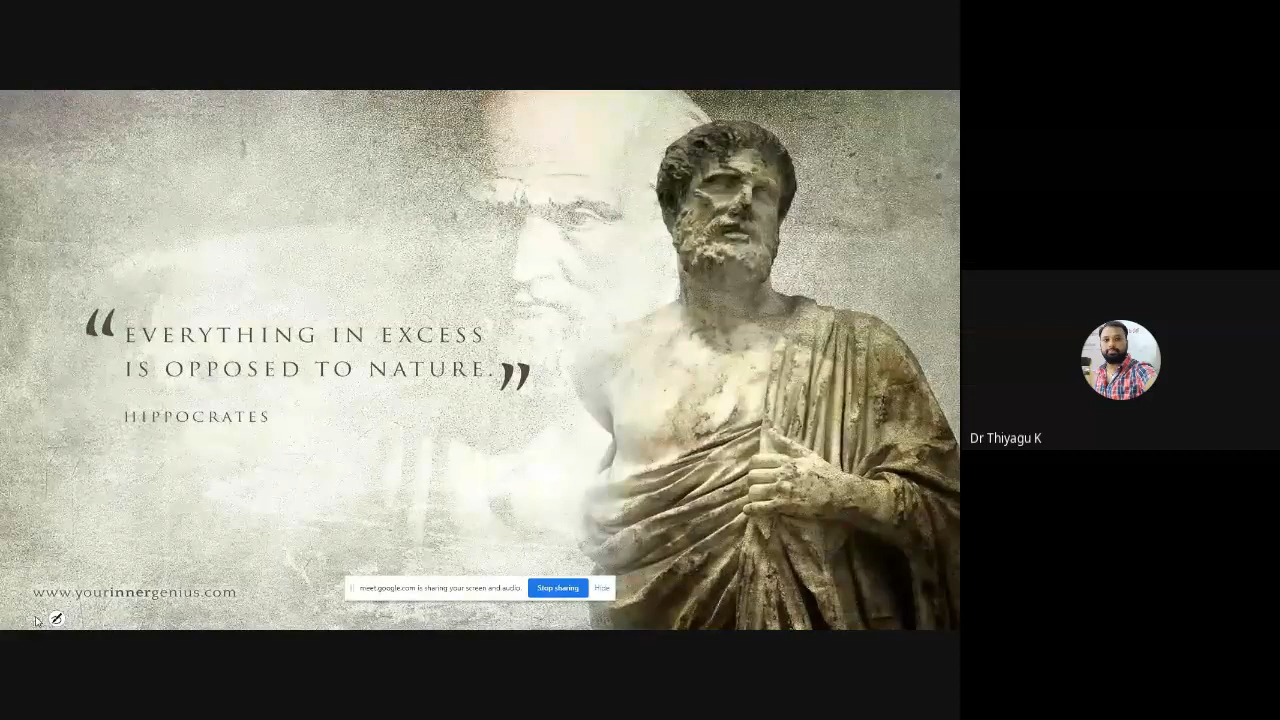 “EVERYTHING IN EXCESS
IS OPPOSED TO NATURE.”
HIPPOCRATES
www.yourinnergenius.com
meet.google.com is sharing your screen and audio.
Stop sharing
Hide
Dr Thiyagu K